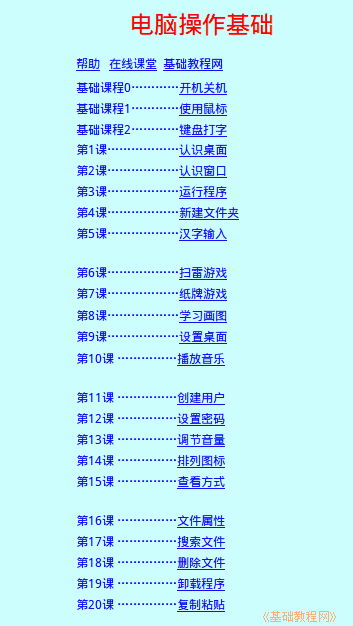 电脑操作基础
帮助 在线课堂 基础教程网
基础课程0…………开机关机
基础课程1…………使用鼠标
基础课程2…………键盘打字
第1课………………认识桌面
第2课………………认识窗口
第3课………………运行程序
第4课………………新建文件夹
第5课………………汉字输入
第6课………………扫雷游戏
第7课………………纸牌游戏
第8课………………学习画图
第9课………………设置桌面
第10课 ……………播放音乐
第11课 ……………创建用户
第12课 ……………设置密码
第13课 ……………调节音量
第14课 ……………排列图标
第15课 ……………查看方式
第16课 ……………文件属性
第17课 ……………搜索文件
第18课 ……………删除文件
第19课 ……………卸载程序
第20课 ……………复制粘贴
《基础教程网》